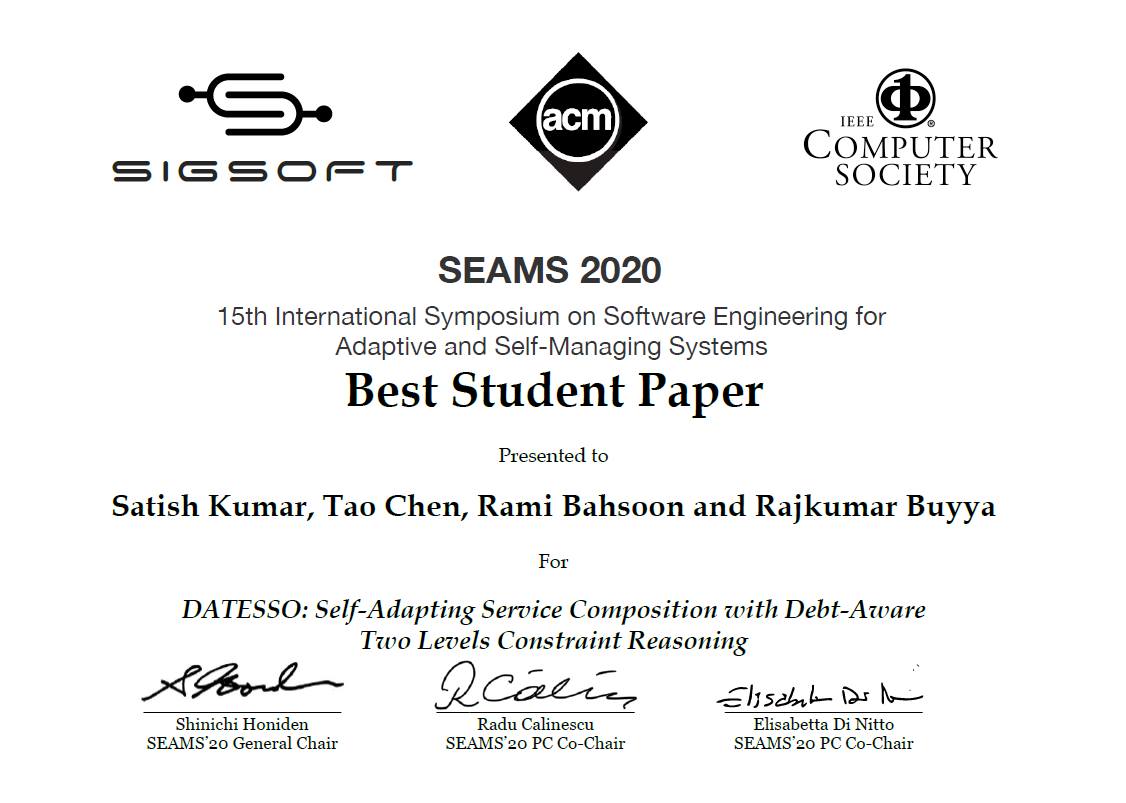 SIGSOFT
acm
IEEE
COMPUTER
SOCIETY
SEAMS 2020
15th International Symposium on Software Engineering for
Adaptive and Self-Managing Systems
Best Student Paper
Presented to
Satish Kumar, Tao Chen, Rami Bahsoon and Rajkumar Buyya
For
DATESSO: Self-Adapting Service Composition with Debt-Aware
Two Levels Constraint Reasoning
Shinichi Honiden
SEAMS'20 General Chair
Radu Calinescu
SEAMS'20 PC Co-Chair
Elisabetta Di Nitto
SEAMS'20 PC Co-Chair